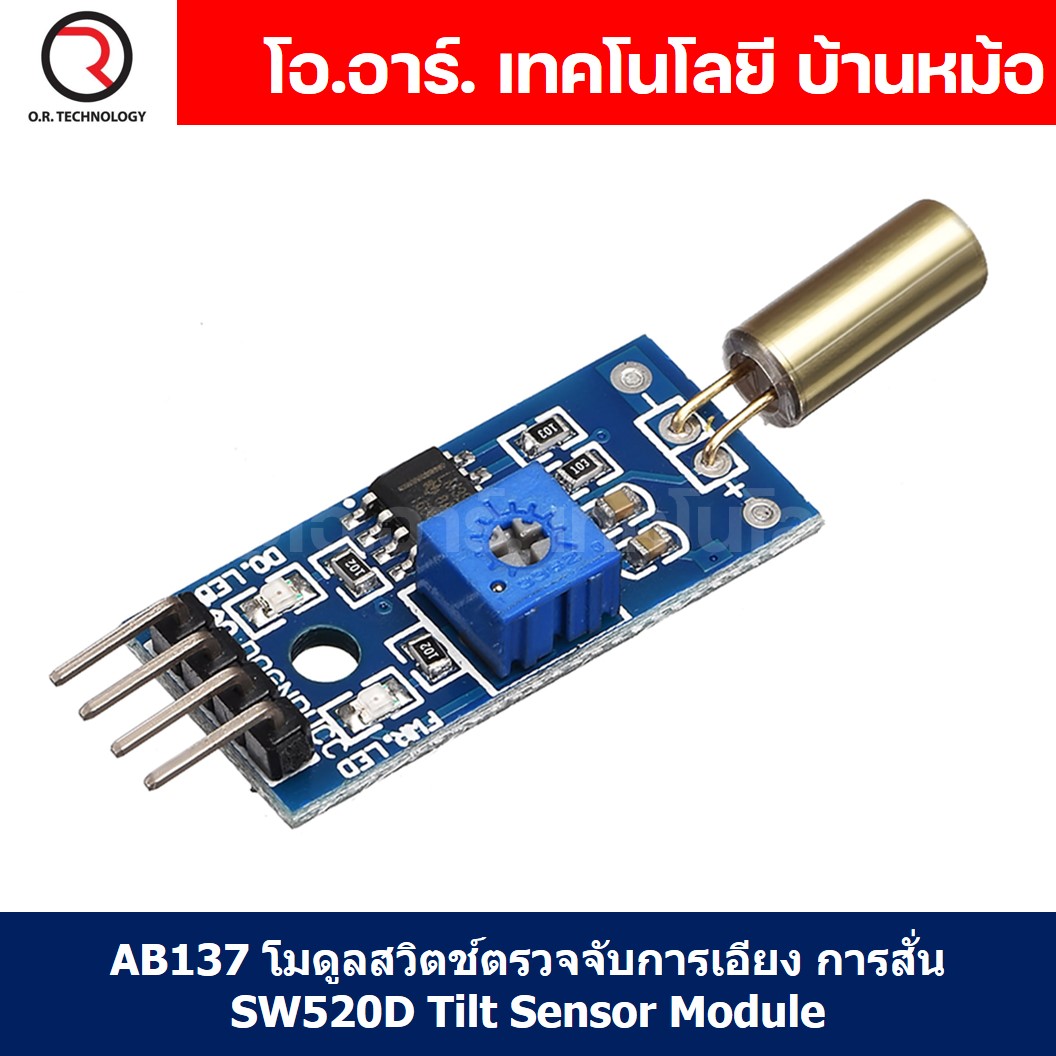 O.R. TECHNOLOGY
โอ.อาร์. เทคโนโลยี บ้านหม้อ
103
103
102
102
DO.LED
AO DO GND VCC
PWR.LED
+
AB137 โมดูลสวิตช์ตรวจจับการเอียง การสั่น
SW520D Tilt Sensor Module